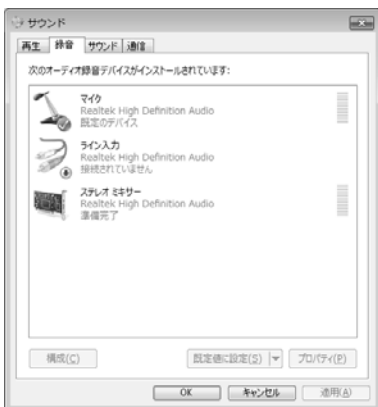 サウンド
再生 録音 サウンド 通信
次のオーディオ録音デバイスがインストールされています:
マイク
Realtek High Definition Audio
既定のデバイス
ライン入力
Realtek High Definition Audio
接続されていません
ステレオ ミキサー
Realtek High Definition Audio
準備完了
構成(C) 既定値に設定(S) プロパティ(P)
OK キャンセル 適用(A)